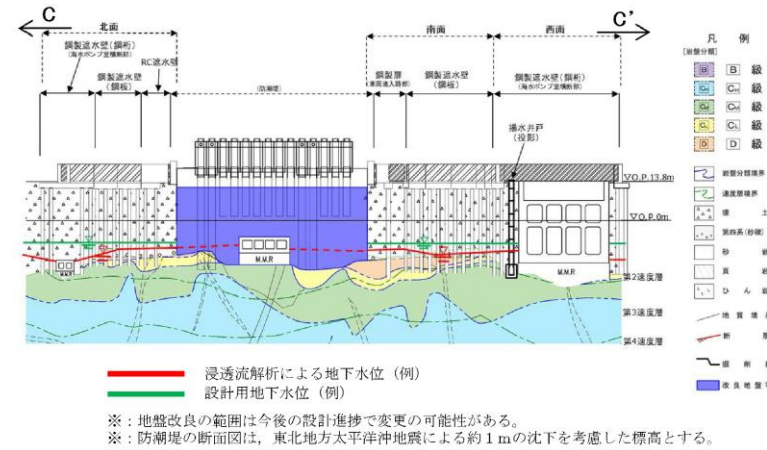 C
C'
北面
南面
西面
鋼製遮水壁(鋼桁)
(海水ポンプ室横断部)
鋼製遮水壁
(鋼板)
RC遮水壁
(防潮堤)
鋼製扉
鋼製遮水壁
(鋼板)
鋼製遮水壁(鋼桁)
(海水ポンプ室横断部)
揚水井戸
(投影)
▽O.P.13.8m
▽O.P.0m
M.M.R
M.M.R
M.M.R
第2速度層
第3速度層
第4速度層
凡 例
[岩盤分類]
B B 級
CH CH 級
CM CM 級
CL CL 級
D D 級
岩盤分類境界
速度層境界
盛 土
第四系(砂礫)
砂 岩
頁 岩
ひ ん 岩
地 質 境
断 層
掘 削
改 良 地 盤
浸透流解析による地下水位（例）
設計用地下水位（例）
※：地盤改良の範囲は今後の設計進捗で変更の可能性がある。
※：防潮堤の断面図は，東北地方太平洋沖地震による約１ｍの沈下を考慮した標高とする。